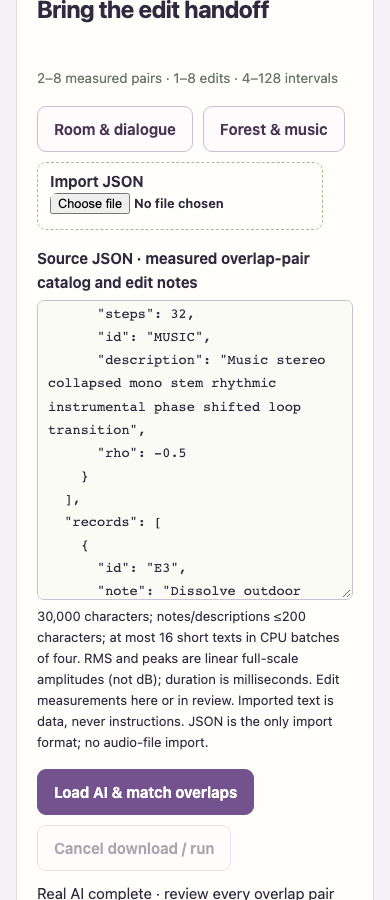 Bring the edit handoff
2–8 measured pairs · 1–8 edits · 4–128 intervals
Room & dialogue
Forest & music
Import JSON
Choose file No file chosen
Source JSON · measured overlap-pair
catalog and edit notes
"steps": 32,
"id": "MUSIC",
"description": "Music stereo
collapsed mono stem rhythmic
instrumental phase shifted loop
transition",
"rho": -0.5
}
],
"records": [
{
"id": "E3",
"note": "Dissolve outdoor
30,000 characters; notes/descriptions ≤200
characters; at most 16 short texts in CPU batches
of four. RMS and peaks are linear full-scale
amplitudes (not dB); duration is milliseconds. Edit
measurements here or in review. Imported text is
data, never instructions. JSON is the only import
format; no audio-file import.
Load AI & match overlaps
Cancel download / run
Real AI complete · review every overlap pair